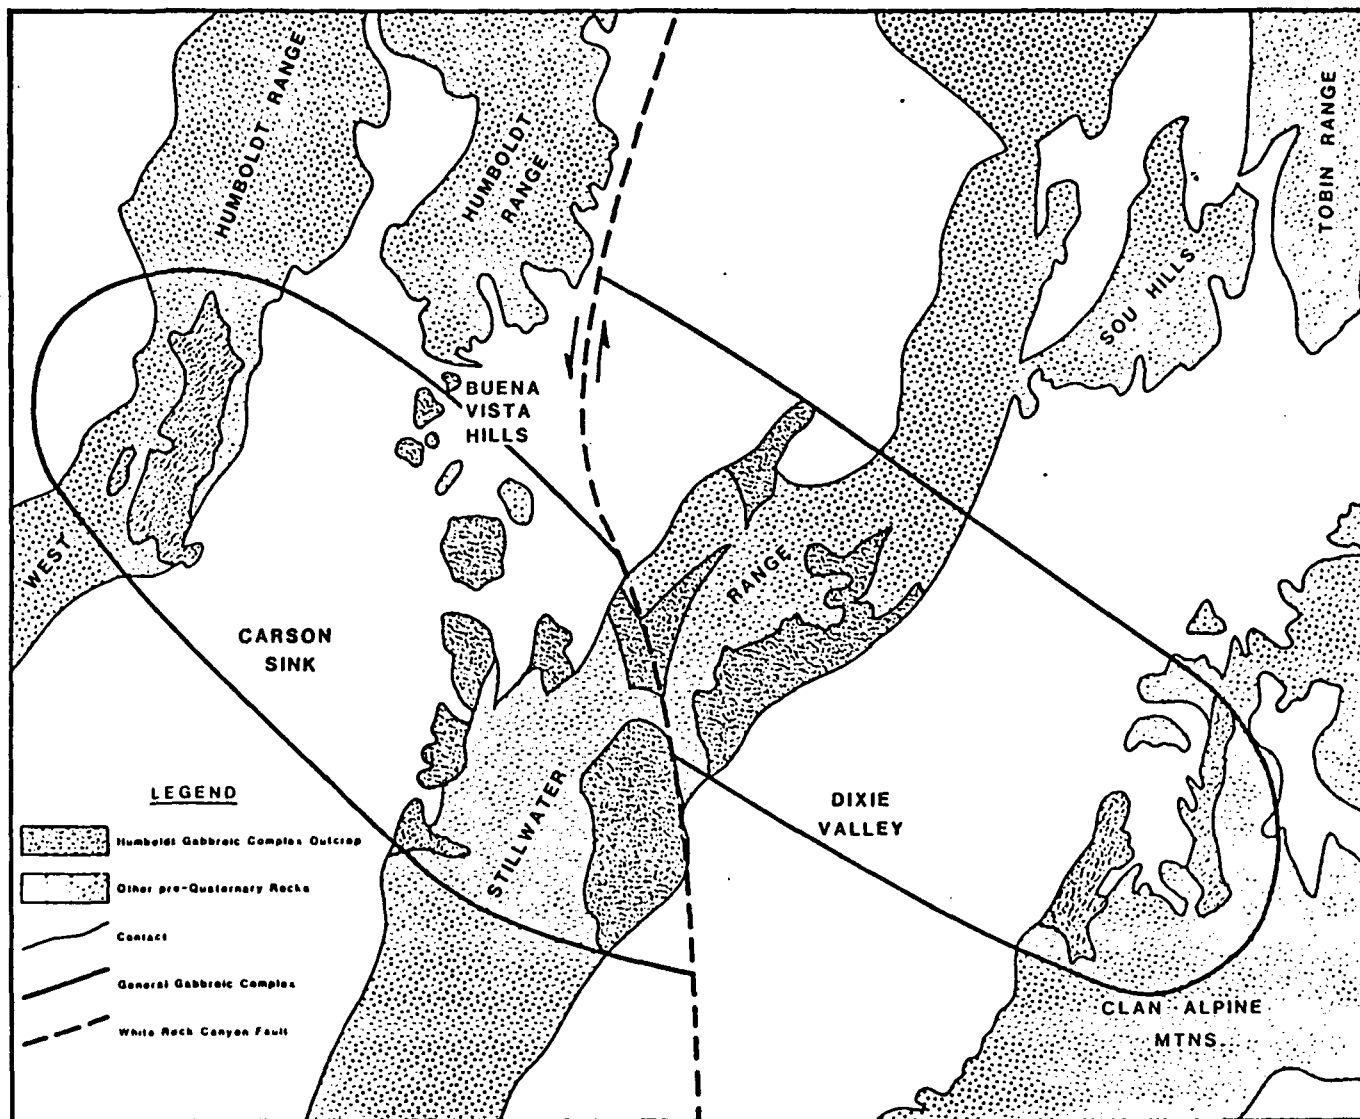 HUMBOLDT RANGE
HUMBOLDT
RANGE
TOBIN RANGE
SOU HILLS
BUENA
VISTA
HILLS
WEST
RANGE
CARSON
SINK
STILLWATER
DIXIE
VALLEY
CLAN ALPINE
MTNS.
LEGEND
Humboldt Gabbroic Complex Outcrop
Other pre-Quaternary Rocks
Contact
General Gabbroic Complex
White Rock Canyon Fault